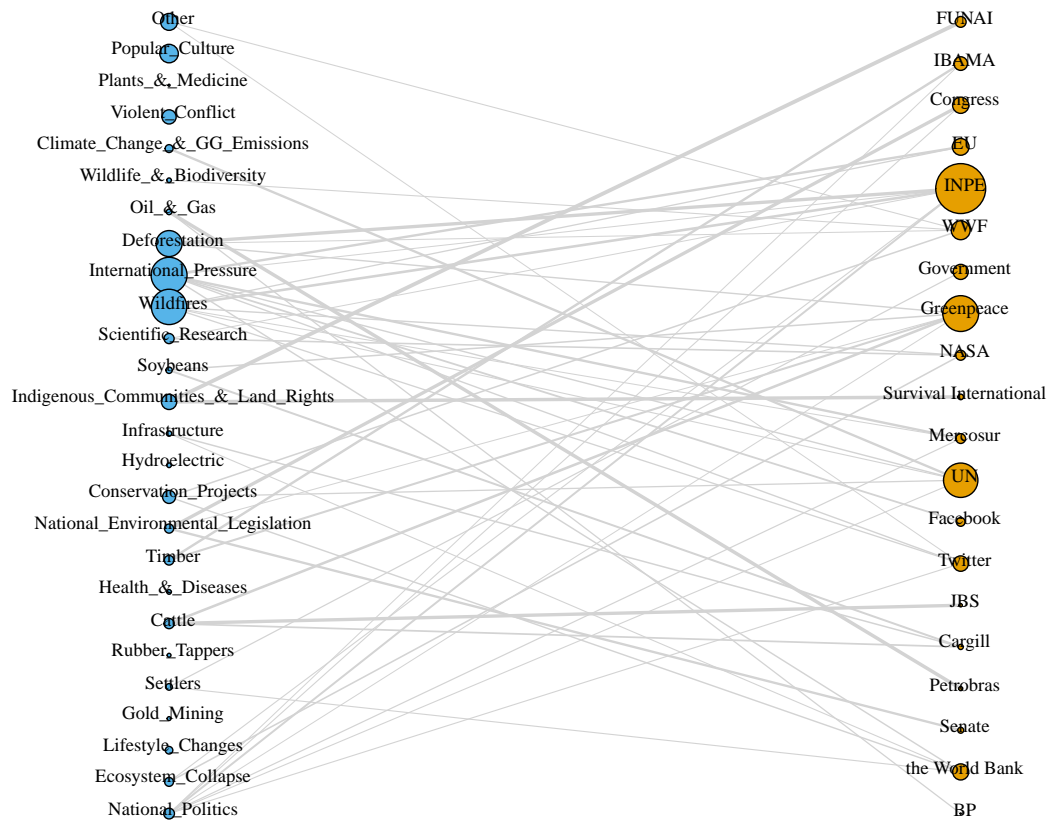 Other
Popular_Culture
Plants_&_Medicine
Violent_Conflict
Climate_Change_&_GG_Emissions
Wildlife_&_Biodiversity
Oil_&_Gas
Deforestation
International_Pressure
Wildfires
Scientific_Research
Soybeans
Indigenous_Communities_&_Land_Rights
Infrastructure
Hydroelectric
Conservation_Projects
National_Environmental_Legislation
Timber
Health_&_Diseases
Cattle
Rubber_Tappers
Settlers
Gold_Mining
Lifestyle_Changes
Ecosystem_Collapse
National_Politics
FUNAI
IBAMA
Congress
EU
INPE
WWF
Government
Greenpeace
NASA
Survival International
Mercosur
UN
Facebook
Twitter
JBS
Cargill
Petrobras
Senate
the World Bank
BP